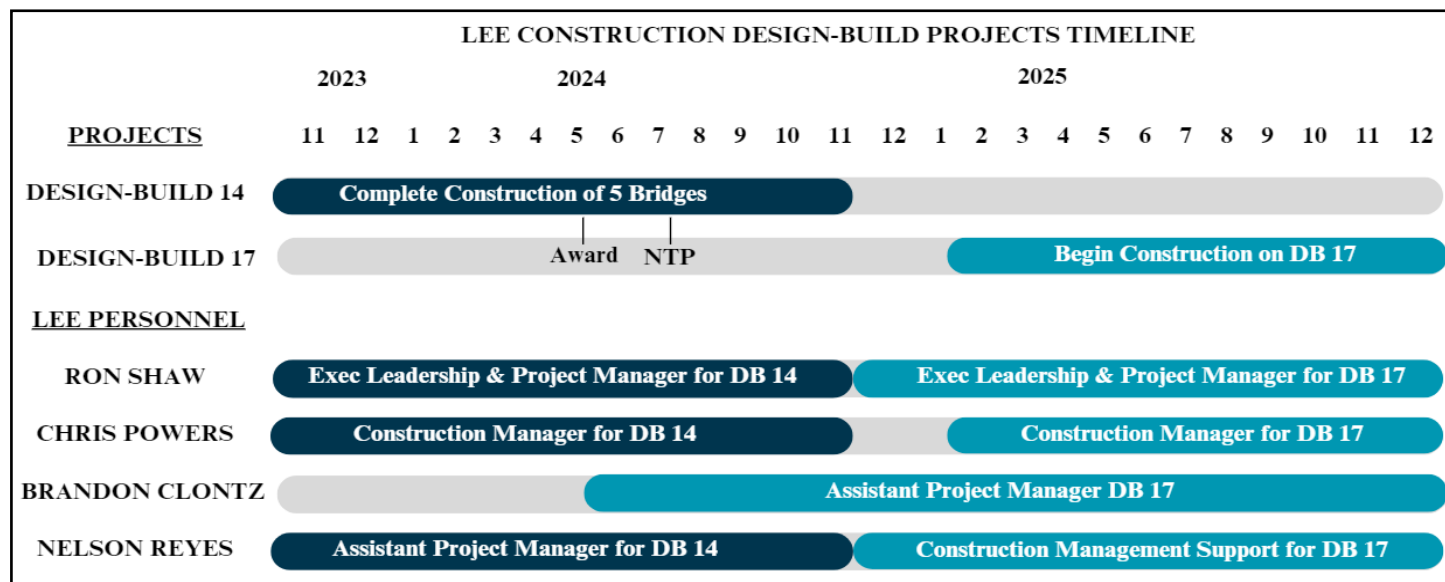 LEE CONSTRUCTION DESIGN-BUILD PROJECTS TIMELINE
2023 2024 2025
PROJECTS 11 12 1 2 3 4 5 6 7 8 9 10 11 12 1 2 3 4 5 6 7 8 9 10 11 12
DESIGN-BUILD 14 Complete Construction of 5 Bridges
DESIGN-BUILD 17 Award NTP Begin Construction on DB 17
LEE PERSONNEL
RON SHAW Exec Leadership & Project Manager for DB 14 Exec Leadership & Project Manager for DB 17
CHRIS POWERS Construction Manager for DB 14 Construction Manager for DB 17
BRANDON CLONTZ Assistant Project Manager DB 17
NELSON REYES Assistant Project Manager for DB 14 Construction Management Support for DB 17